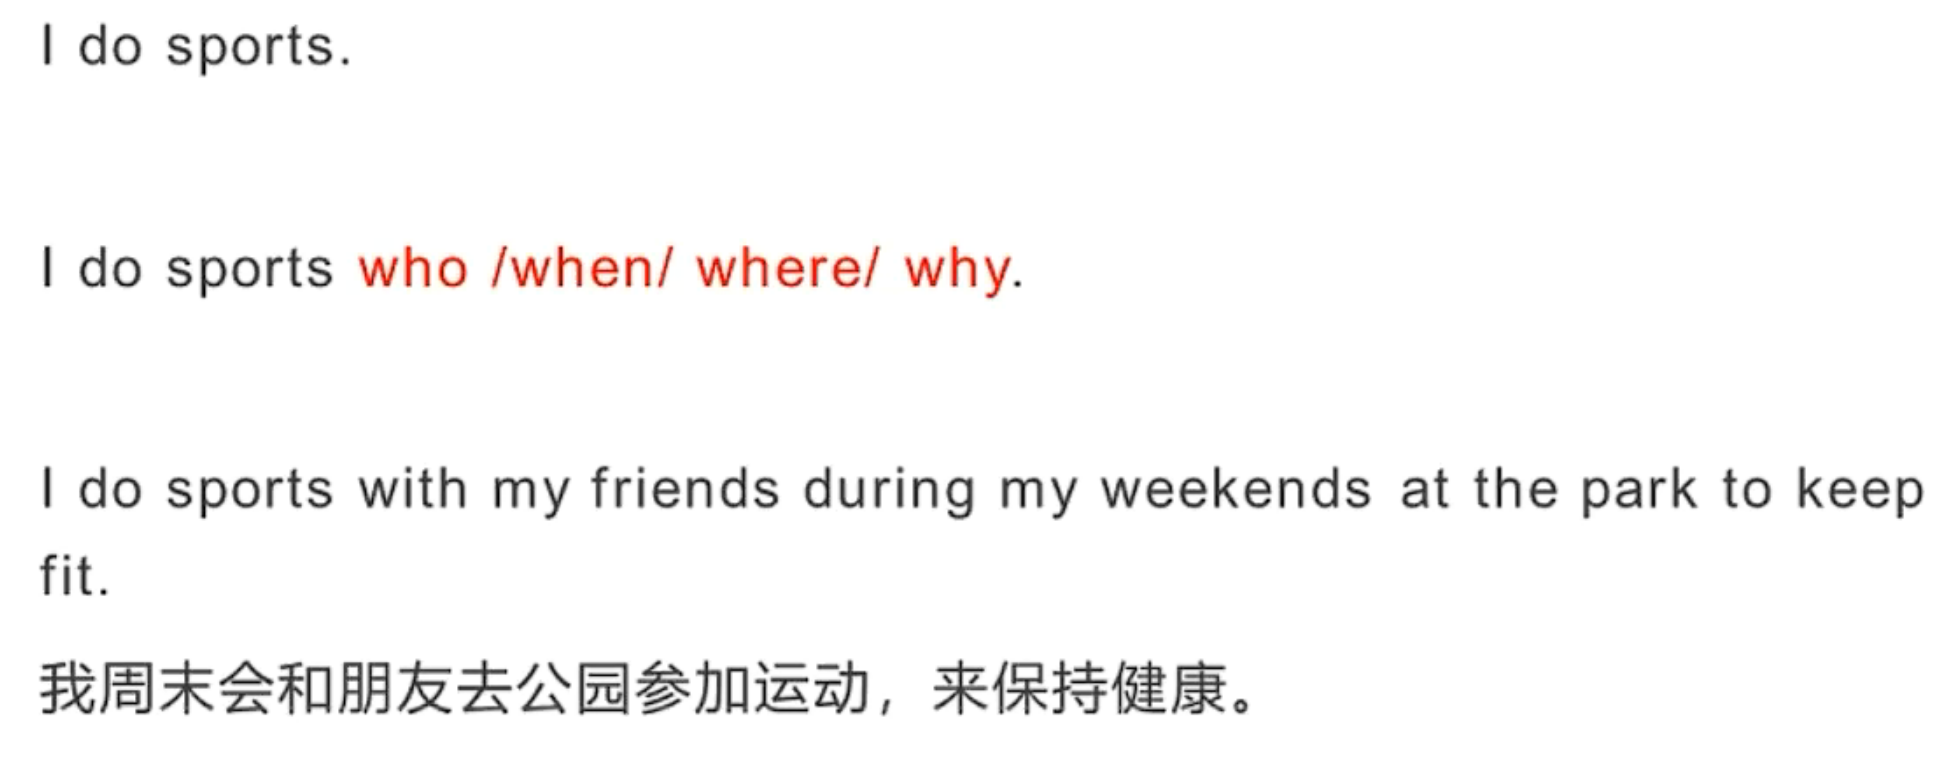 I do sports.
I do sports who /when/ where/ why.
I do sports with my friends during my weekends at the park to keep
fit.
我周末会和朋友去公园参加运动，来保持健康。